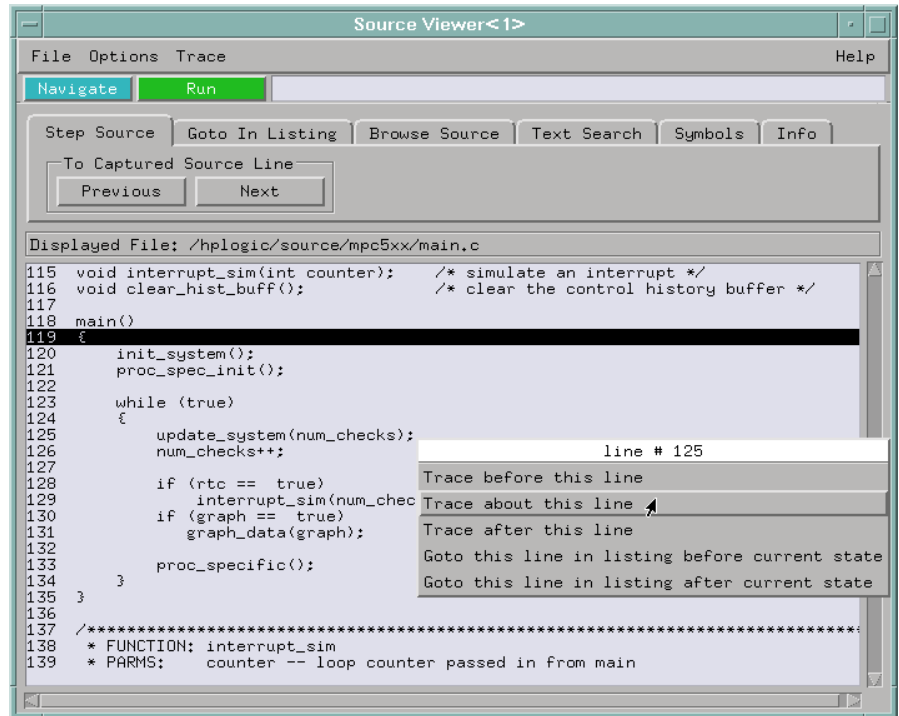 Source Viewer<1>
File Options Trace Help
Navigate Run
Step Source Goto In Listing Browse Source Text Search Symbols Info
To Captured Source Line
Previous Next
Displayed File: /hplogic/source/mpc5xx/main.c
115 void interrupt_sim(int counter); /* simulate an interrupt */
116 void clear_hist_buff(); /* clear the control history buffer */
117
118 main()
119 {
120 init_system();
121 proc_spec_init();
122
123 while (true)
124 {
125 update_system(num_checks);
126 num_checks++;
127
128 if (rtc == true)
129 interrupt_sim(num_chec
130 if (graph == true)
131 graph_data(graph);
132
133 proc_specific();
134 }
135 }
136
137 /******************************************************************************
138 * FUNCTION: interrupt_sim
139 * PARMS: counter -- loop counter passed in from main
line # 125
Trace before this line
Trace about this line
Trace after this line
Goto this line in listing before current state
Goto this line in listing after current state